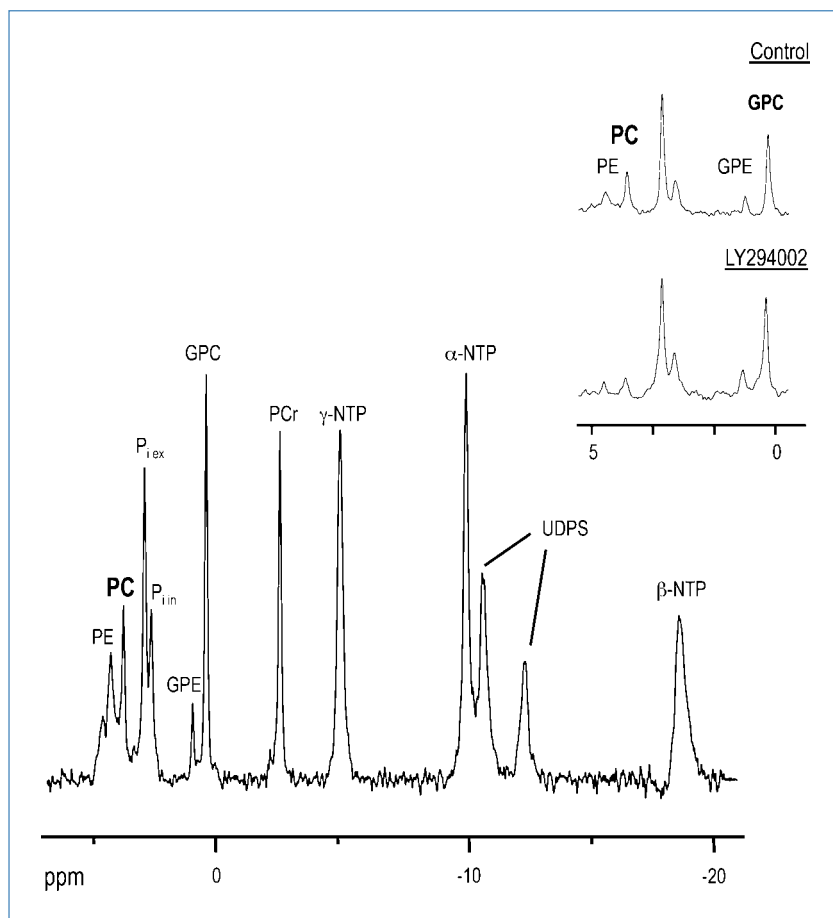 Control
GPC
PC
PE
GPE
LY294002
5 0
GPC
α-NTP
PCr
γ-NTP
P i ex
UDPS
PC
P i in
β-NTP
PE
GPE
ppm 0 -10 -20